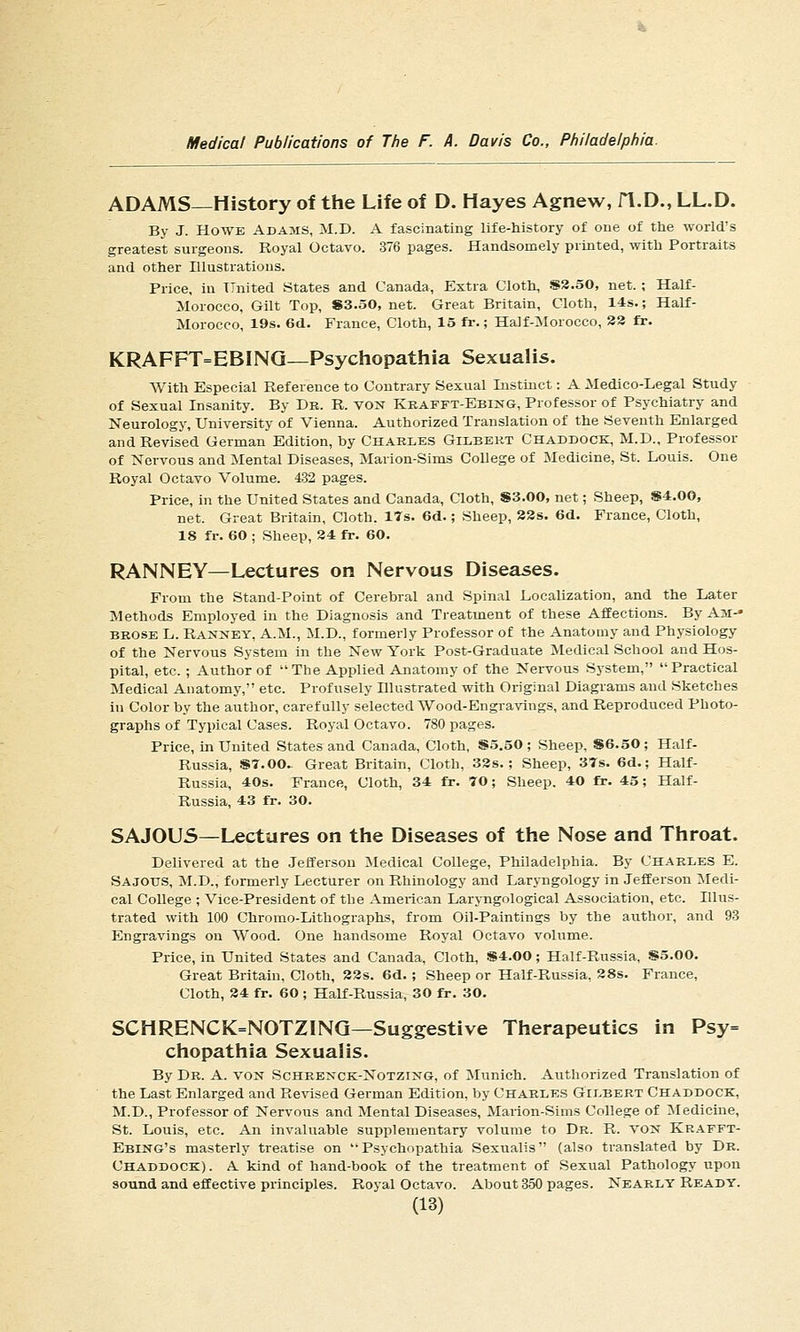 Medical Publications of The F. A. Davis Co., Philadelphia.
ADAMS—History of the Life of D. Hayes Agnew, M.D., LL.D.
By J. Howe Adams, M.D. A fascinating life-history of one of the world's
greatest surgeons. Royal Octavo. 376 pages. Handsomely printed, with Portraits
and other Illustrations.
Price, in United States and Canada, Extra Cloth, $2.50, net.; Half-
Morocco, Gilt Top, $3.50, net. Great Britain, Cloth, 14s.; Half-
Morocco, 19s. 6d. France, Cloth, 15 fr.; Half-Morocco, 22 fr.
KRAFFT=EBING—Psychopathia Sexualis.
With Especial Reference to Contrary Sexual Instinct: A Medico-Legal Study
of Sexual Insanity. By Dr. R. von Krafft-Ebing, Professor of Psychiatry and
Neurology, University of Vienna. Authorized Translation of the Seventh Enlarged
and Revised German Edition, by Charles Gilbert Chaddock, M.D., Professor
of Nervous and Mental Diseases, Marion-Sims College of Medicine, St. Louis. One
Royal Octavo Volume. 432 pages.
Price, in the United States and Canada, Cloth, $3.00, net; Sheep, $4.00,
net. Great Britain, Cloth. 17s. 6d.; Sheep, 22s. 6d. France, Cloth,
18 fr. 60; Sheep, 24 fr. 60.
RANNEY—Lectures on Nervous Diseases.
From the Stand-Point of Cerebral and Spinal Localization, and the Later
Methods Employed in the Diagnosis and Treatment of these Affections. By Am-
brose L. Ranney, A.M., M.D., formerly Professor of the Anatomy and Physiology
of the Nervous System in the New York Post-Graduate Medical School and Hos-
pital, etc.; Author of "The Applied Anatomy of the Nervous System," "Practical
Medical Anatomy," etc. Profusely Illustrated with Original Diagrams and Sketches
in Color by the author, carefully selected Wood-Engravings, and Reproduced Photo-
graphs of Typical Cases. Royal Octavo. 780 pages.
Price, in United States and Canada, Cloth, $5.50; Sheep, $6.50; Half-
Russia, $7.00. Great Britain, Cloth, 32s.; Sheep, 37s. 6d.; Half-
Russia, 40s. France, Cloth, 34 fr. 70; Sheep. 40 fr. 45; Half-
Russia, 43 fr. 30.
SAJOUS—Lectures on the Diseases of the Nose and Throat.
Delivered at the Jefferson Medical College, Philadelphia. By Charles E.
Sajous, M.D., formerly Lecturer on Rhinology and Laryngology in Jefferson Medi-
cal College; Vice-President of the American Laryngological Association, etc. Illus-
trated with 100 Chromo-Lithographs, from Oil-Paintings by the author, and 93
Engravings on Wood. One handsome Royal Octavo volume.
Price, in United States and Canada, Cloth, $4.00; Half-Russia, $5.00.
Great Britain, Cloth, 22s. 6d.; Sheep or Half-Russia, 28s. France,
Cloth, 24 fr. 60; Half-Russia, 30 fr. 30.
SCHRENCK=NOTZING—Suggestive Therapeutics in Psy=
chopathia Sexualis.
By Dr. A. von Schrenck-Notzing, of Munich. Authorized Translation of
the Last Enlarged and Revised German Edition, by Charles Gilbert Chaddock,
M.D., Professor of Nervous and Mental Diseases, Marion-Sims College of Medicine,
St. Louis, etc. An invaluable supplementary volume to Dr. R. von Krafft-
Ebing's masterly treatise on "Psychopathia Sexualis" (also translated by Dr.
Chaddock). A kind of hand-book of the treatment of Sexual Pathology upon
sound and effective principles. Royal Octavo. About 350 pages. Nearly Ready.
(13)